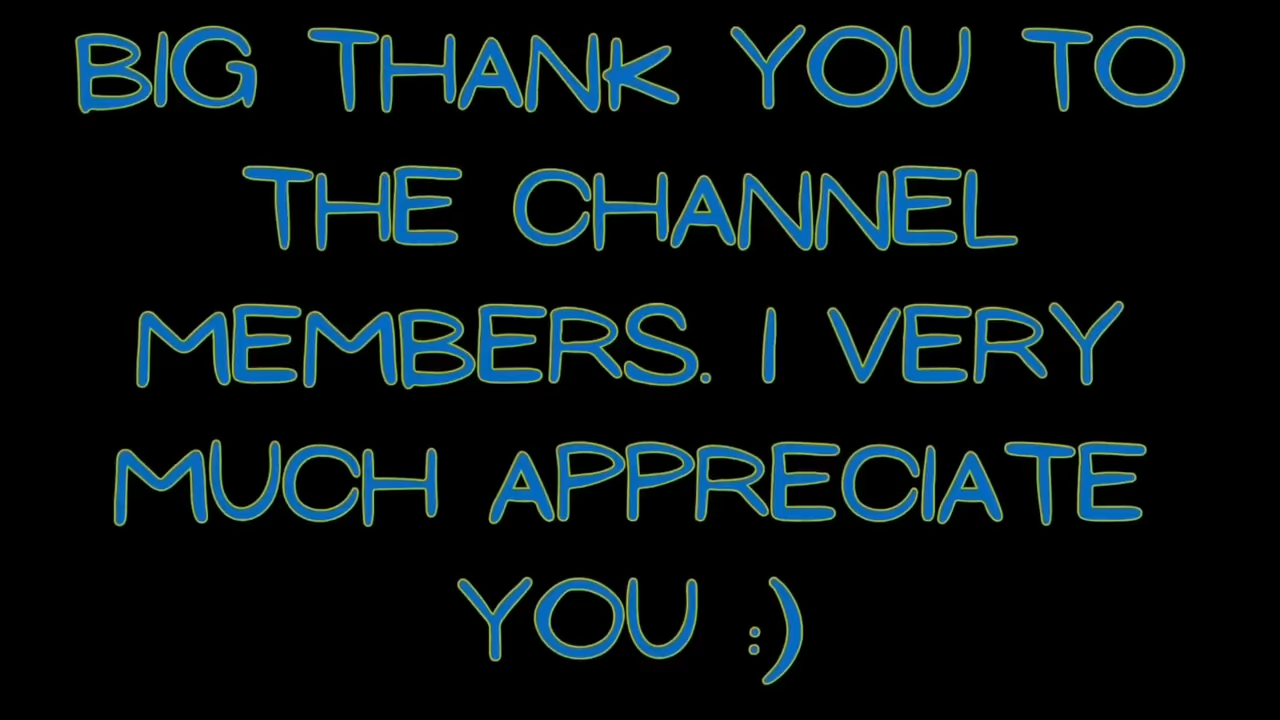 BIG THANK YOU TO
THE CHANNEL
MEMBERS. I VERY
MUCH APPRECIATE
YOU :)